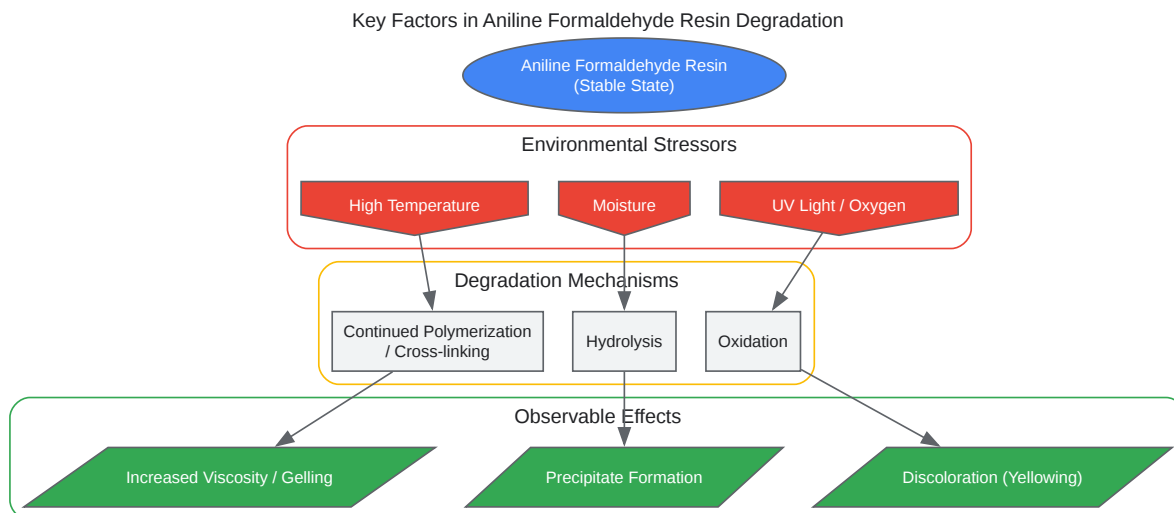 Key Factors in Aniline Formaldehyde Resin Degradation
Aniline Formaldehyde Resin
(Stable State)
Environmental Stressors
High Temperature
Moisture
UV Light / Oxygen
Degradation Mechanisms
Continued Polymerization
/ Cross-linking
Hydrolysis
Oxidation
Observable Effects
Increased Viscosity / Gelling
Precipitate Formation
Discoloration (Yellowing)